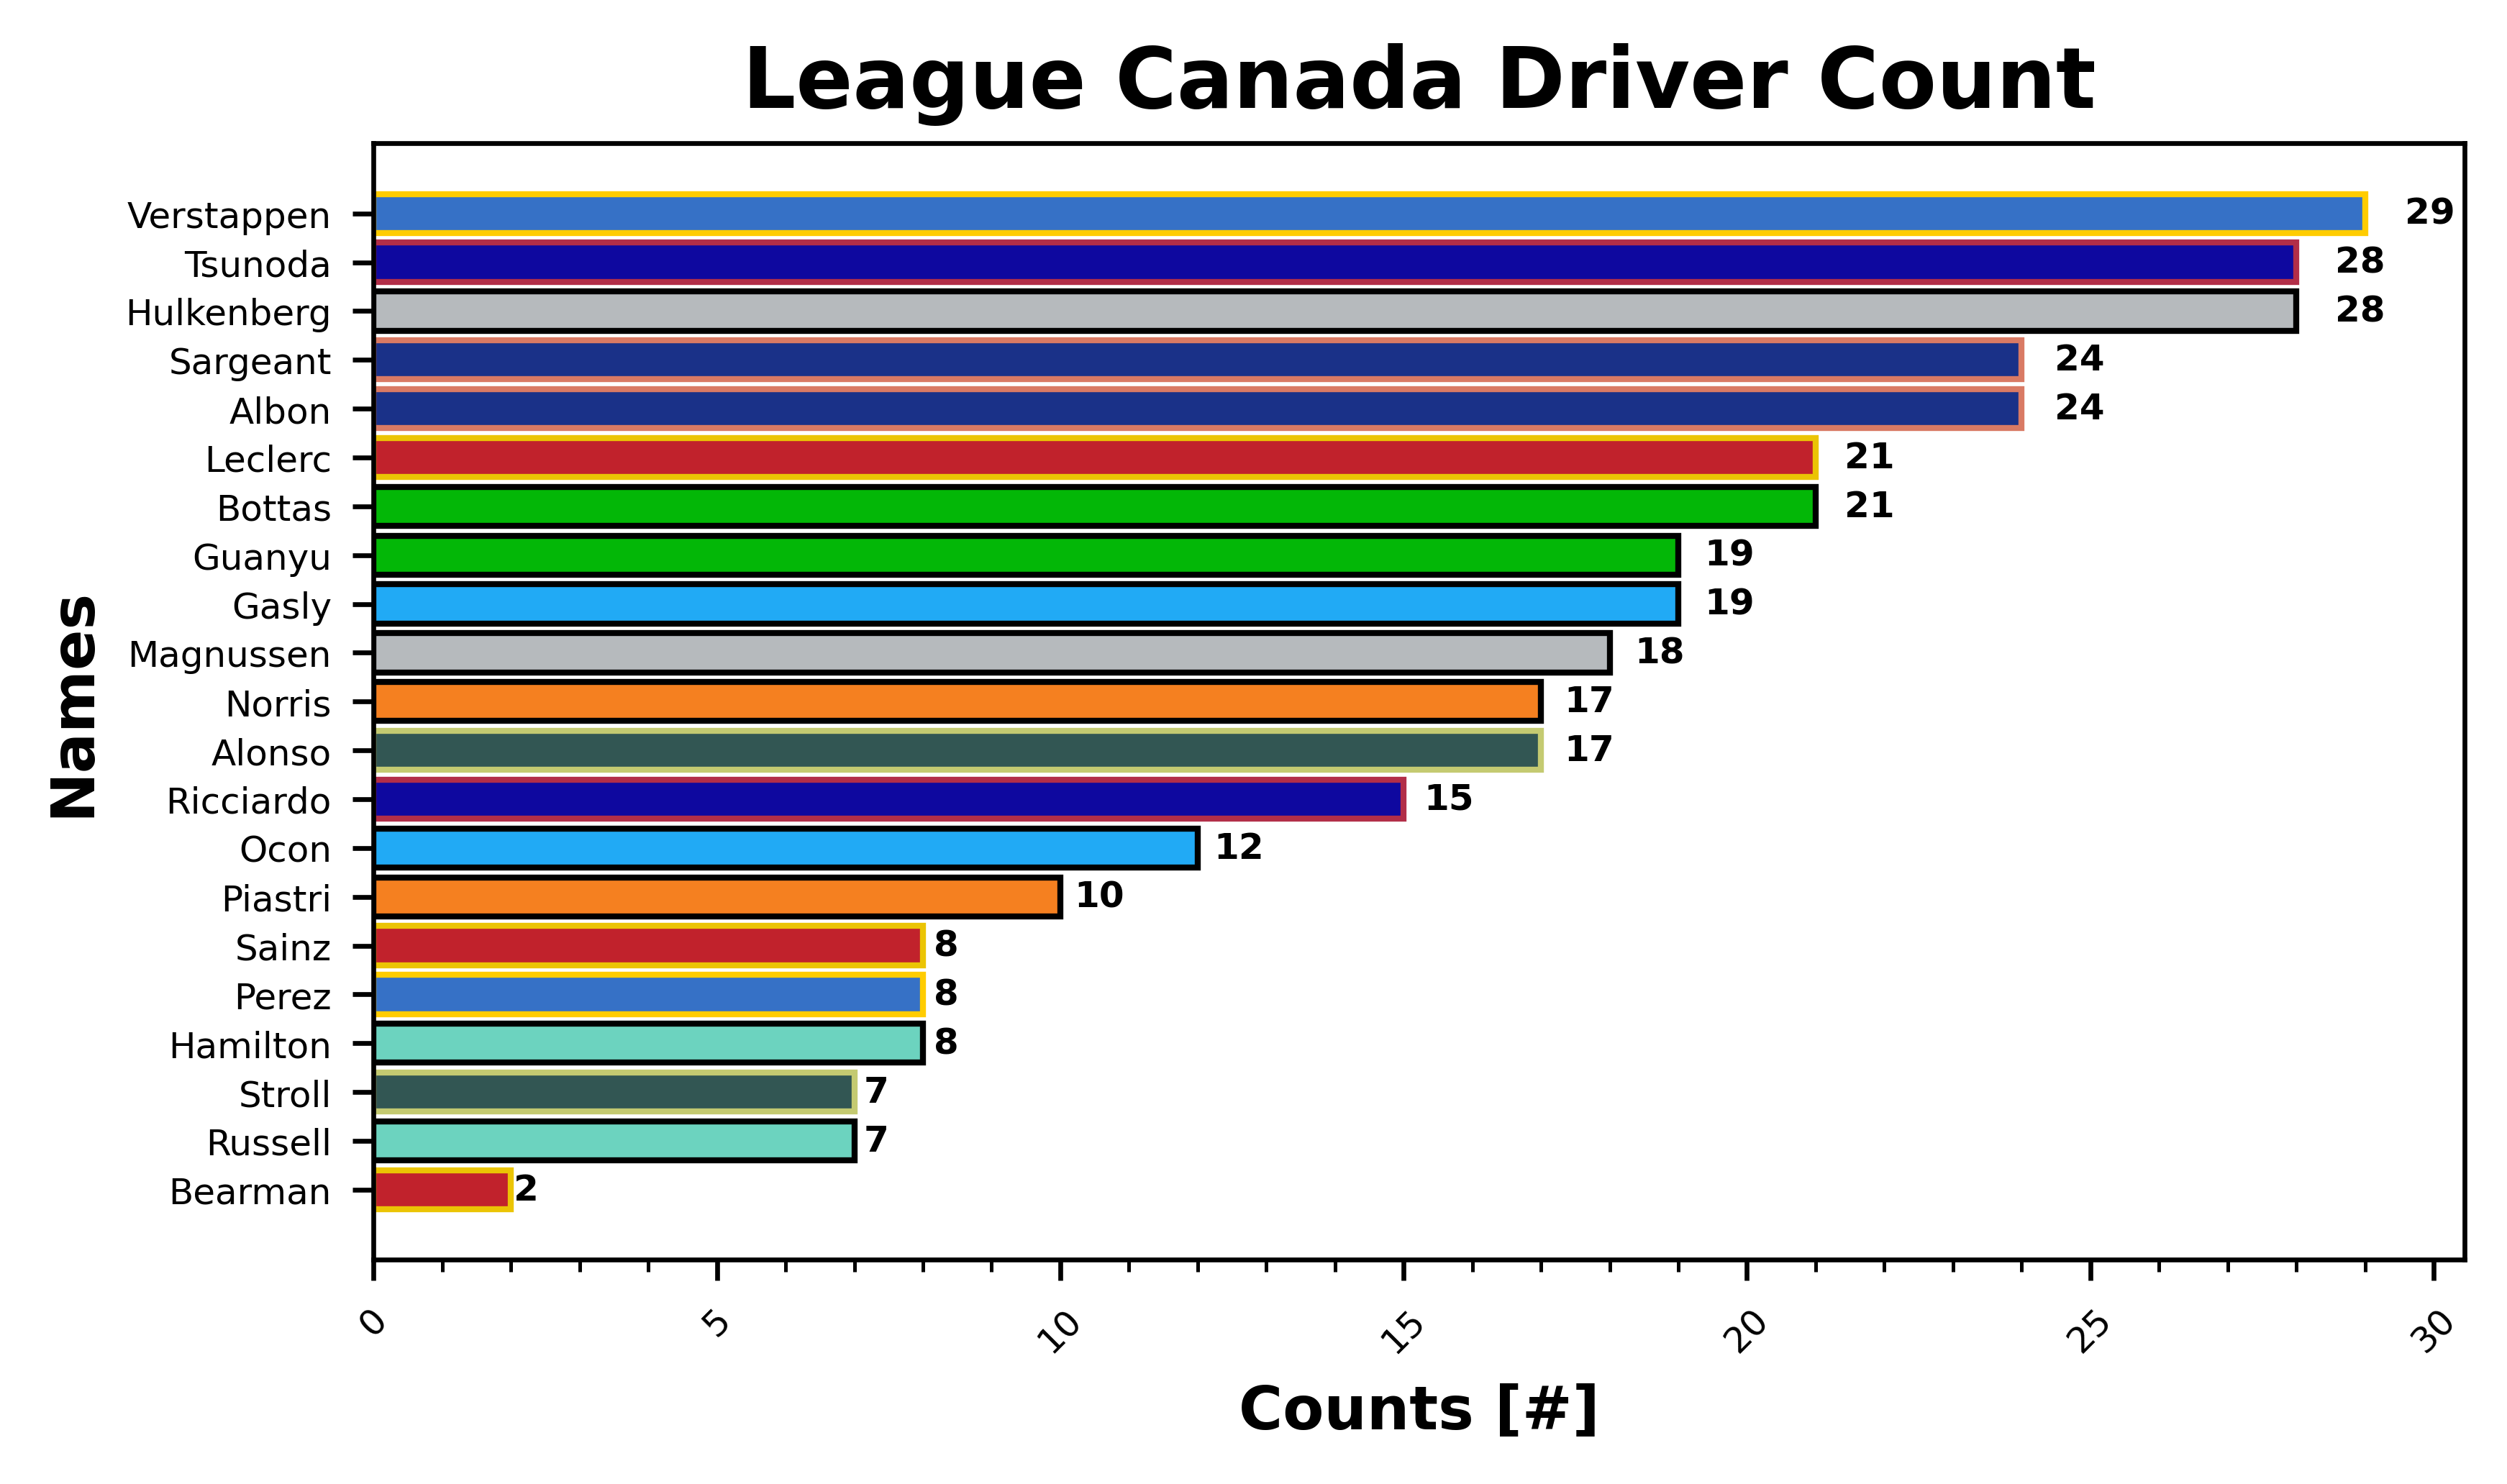 League Canada Driver Count
Names
Verstappen 29
Tsunoda 28
Hulkenberg 28
Sargeant 24
Albon 24
Leclerc 21
Bottas 21
Guanyu 19
Gasly 19
Magnussen 18
Norris 17
Alonso 17
Ricciardo 15
Ocon 12
Piastri 10
Sainz 8
Perez 8
Hamilton 8
Stroll 7
Russell 7
Bearman 2
0 5 10 15 20 25 30
Counts [#]